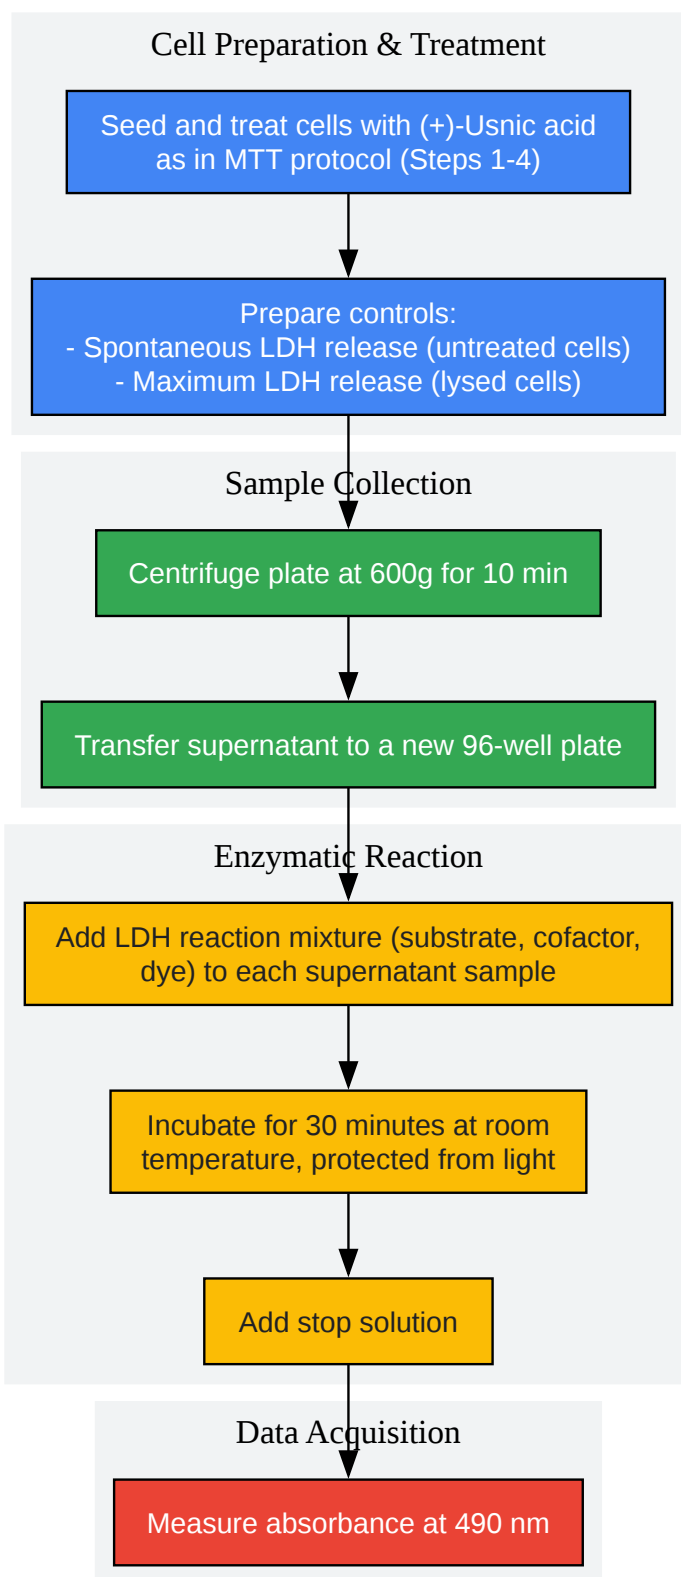 Cell Preparation & Treatment
Seed and treat cells with (+)-Usnic acid
as in MTT protocol (Steps 1-4)
Prepare controls:
- Spontaneous LDH release (untreated cells)
- Maximum LDH release (lysed cells)
Sample Collection
Centrifuge plate at 600g for 10 min
Transfer supernatant to a new 96-well plate
Enzymatic Reaction
Add LDH reaction mixture (substrate, cofactor,
dye) to each supernatant sample
Incubate for 30 minutes at room
temperature, protected from light
Add stop solution
Data Acquisition
Measure absorbance at 490 nm